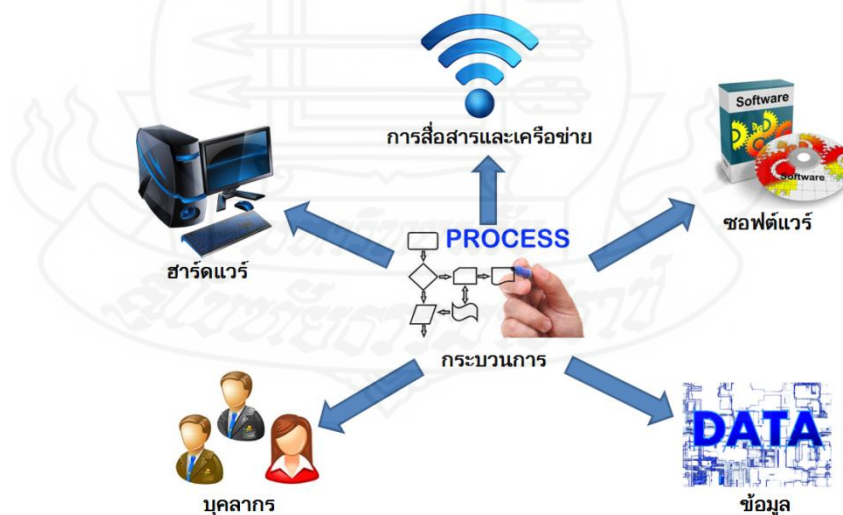 การสื่อสารและเครือข่าย
Software
Software
ซอฟต์แวร์
ฮาร์ดแวร์
PROCESS
กระบวนการ
บุคลากร
DATA
ข้อมูล